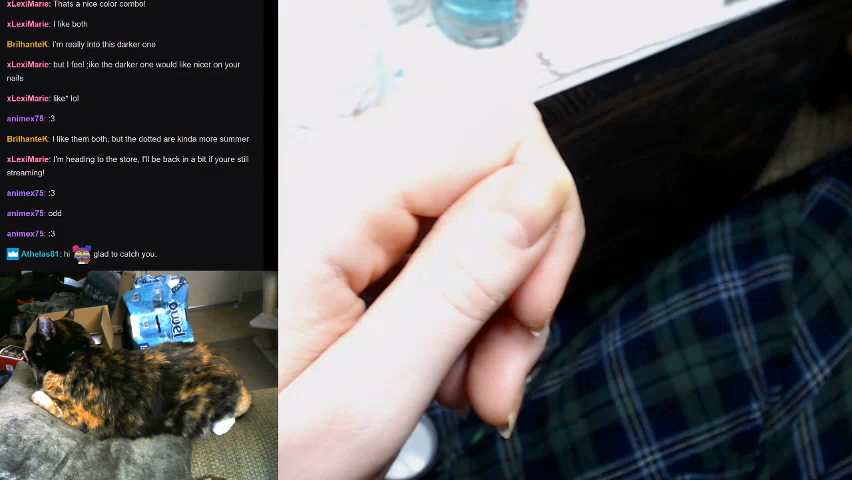 xLexiMarie: Thats a nice color combo!
xLexiMarie: I like both
BrilhanteK: I'm really into this darker one
xLexiMarie: but I feel ;ike the darker one would like nicer on your
nails
xLexiMarie: like* lol
animex75: :3
BrilhanteK: I like them both, but the dotted are kinda more summer
xLexiMarie: I'm heading to the store, I'll be back in a bit if youre still
streaming!
animex75: :3
animex75: odd
animex75: :3
Athelas81: hi glad to catch you.